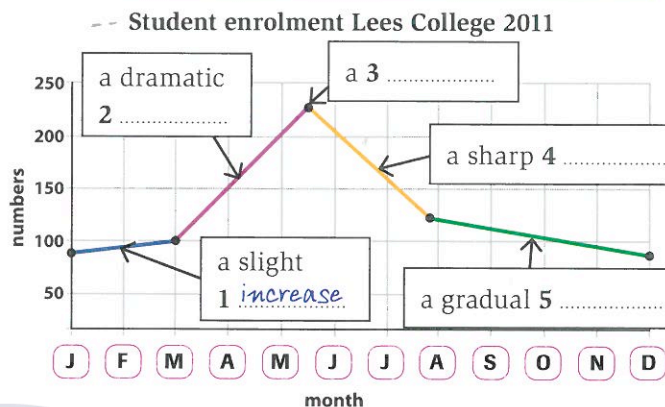 Student enrolment Lees College 2011
a dramatic
2 ....................
a 3 ....................
250
200
150
100
50
numbers
a sharp 4 ....................
a slight
1 increase
a gradual 5 ....................
J F M A M J J A S O N D
month